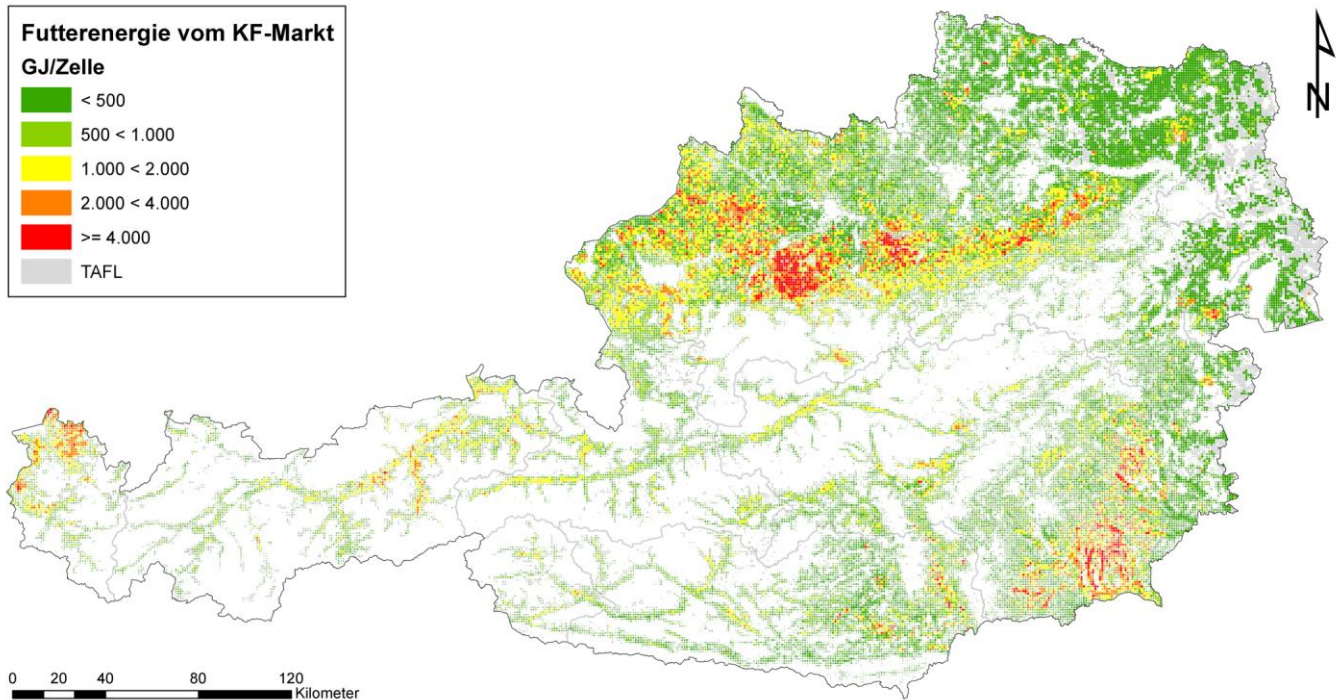 Futterenergie vom KF-Markt
GJ/Zelle
< 500
500 < 1.000
1.000 < 2.000
2.000 < 4.000
>= 4.000
TAFL
N
0 20 40 80 120
Kilometer